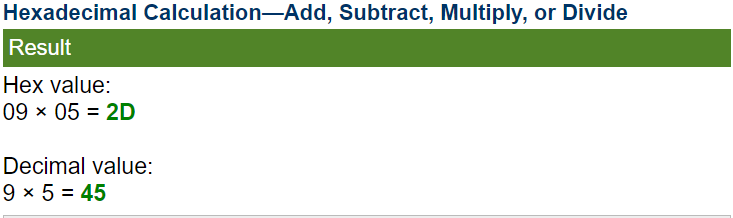 Hexadecimal Calculation—Add, Subtract, Multiply, or Divide
Result
Hex value:
09 × 05 = 2D
Decimal value:
9 × 5 = 45